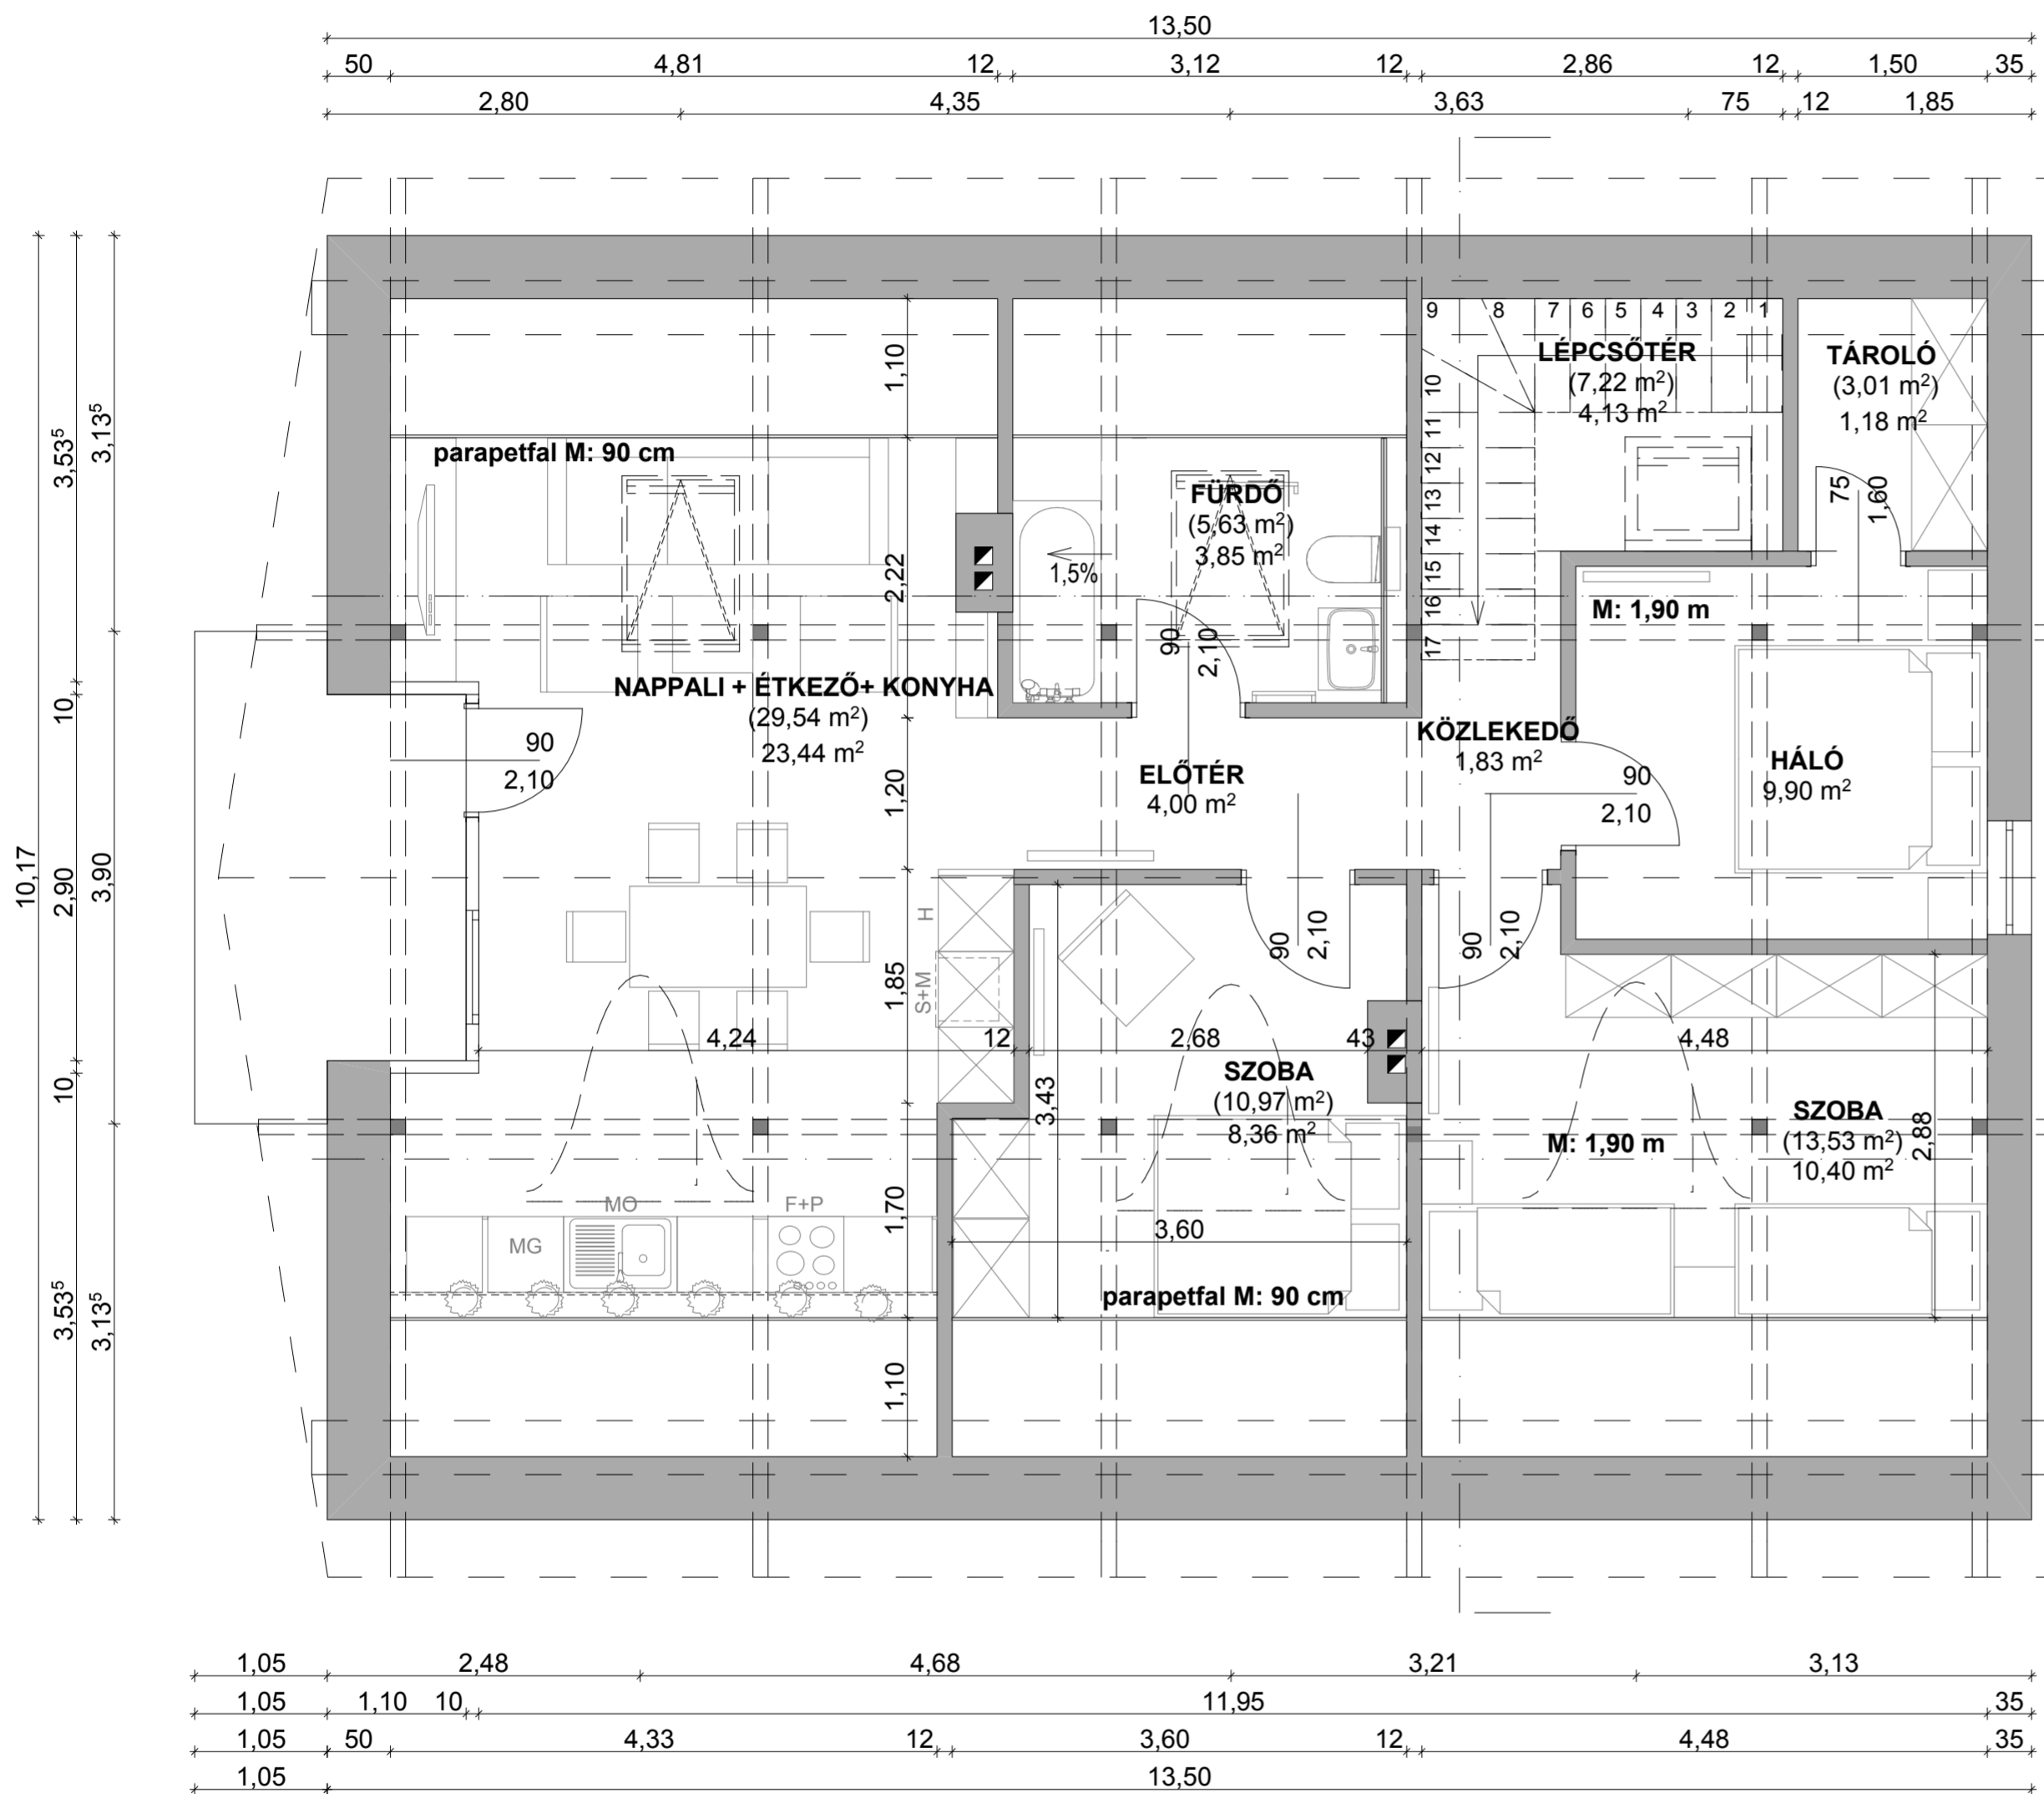 13,50
50 4,81 12 3,12 12 2,86 12 1,50 35
2,80 4,35 3,63 75 12 1,85
9 8 7 6 5 4 3 2 1
LÉPCSŐTÉR
(7,22 m²)
4,13 m²
TÁROLÓ
(3,01 m²)
1,18 m²
1,10
10
11
12
13
14
15
16
17
parapetfal M: 90 cm
FÜRDŐ
(5,63 m²)
3,85 m²
1,5%
2,22
75
1,60
M: 1,90 m
90
2,10
NAPPALI + ÉTKEZŐ+ KONYHA
(29,54 m²)
23,44 m²
90
2,10
KÖZLEKEDŐ
1,83 m²
HÁLÓ
9,90 m²
90
2,10
ELŐTÉR
4,00 m²
1,20
10,17
3,53⁵
10
2,90
10
3,53⁵
3,13⁵
3,90
3,13⁵
H
S+M
1,85
90
2,10
90
2,10
4,24 12 2,68 43 4,48
3,43
SZOBA
(10,97 m²)
8,36 m²
SZOBA
(13,53 m²)
10,40 m²
2,88
M: 1,90 m
MO F+P
MG
1,70
3,60
parapetfal M: 90 cm
1,10
1,05 2,48 4,68 3,21 3,13
1,05 1,10 10 11,95 35
1,05 50 4,33 12 3,60 12 4,48 35
1,05 13,50